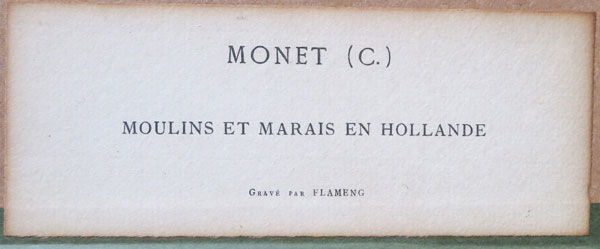 MONET (C.)
MOULINS ET MARAIS EN HOLLANDE
GRAVÉ PAR FLAMENG